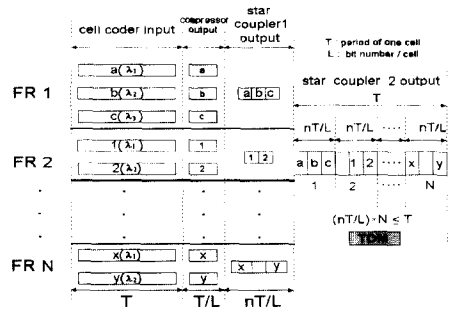 cell coder input
compressor output
star coupler1 output
T : period of one cell
L : bit number / cell
star coupler 2 output
T
nT/L nT/L ····· nT/L
FR 1
a(λ₁) a
b(λ₂) b
c(λ₃) c
a b c
FR 2
1(λ₁) 1
2(λ₂) 2
1 2
a b c 1 2 ····· x y
1 2 N
(nT/L)·N ≤ T
TDM
FR N
x(λ₁) x
y(λ₂) y
x y
T T/L nT/L